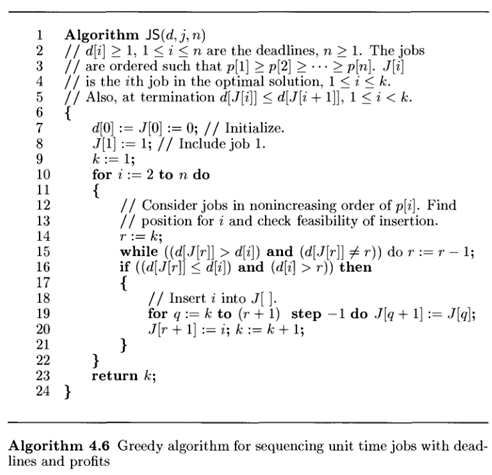 1 Algorithm JS(d, j, n)
2 // d[i] ≥ 1, 1 ≤ i ≤ n are the deadlines, n ≥ 1. The jobs
3 // are ordered such that p[1] ≥ p[2] ≥ ··· ≥ p[n]. J[i]
4 // is the ith job in the optimal solution, 1 ≤ i ≤ k.
5 // Also, at termination d[J[i]] ≤ d[J[i + 1]], 1 ≤ i < k.
6 {
7 d[0] := J[0] := 0; // Initialize.
8 J[1] := 1; // Include job 1.
9 k := 1;
10 for i := 2 to n do
11 {
12 // Consider jobs in nonincreasing order of p[i]. Find
13 // position for i and check feasibility of insertion.
14 r := k;
15 while ((d[J[r]] > d[i]) and (d[J[r]] ≠ r)) do r := r − 1;
16 if ((d[J[r]] ≤ d[i]) and (d[i] > r)) then
17 {
18 // Insert i into J[ ].
19 for q := k to (r + 1) step −1 do J[q + 1] := J[q];
20 J[r + 1] := i; k := k + 1;
21 }
22 }
23 return k;
24 }
Algorithm 4.6 Greedy algorithm for sequencing unit time jobs with dead-
lines and profits